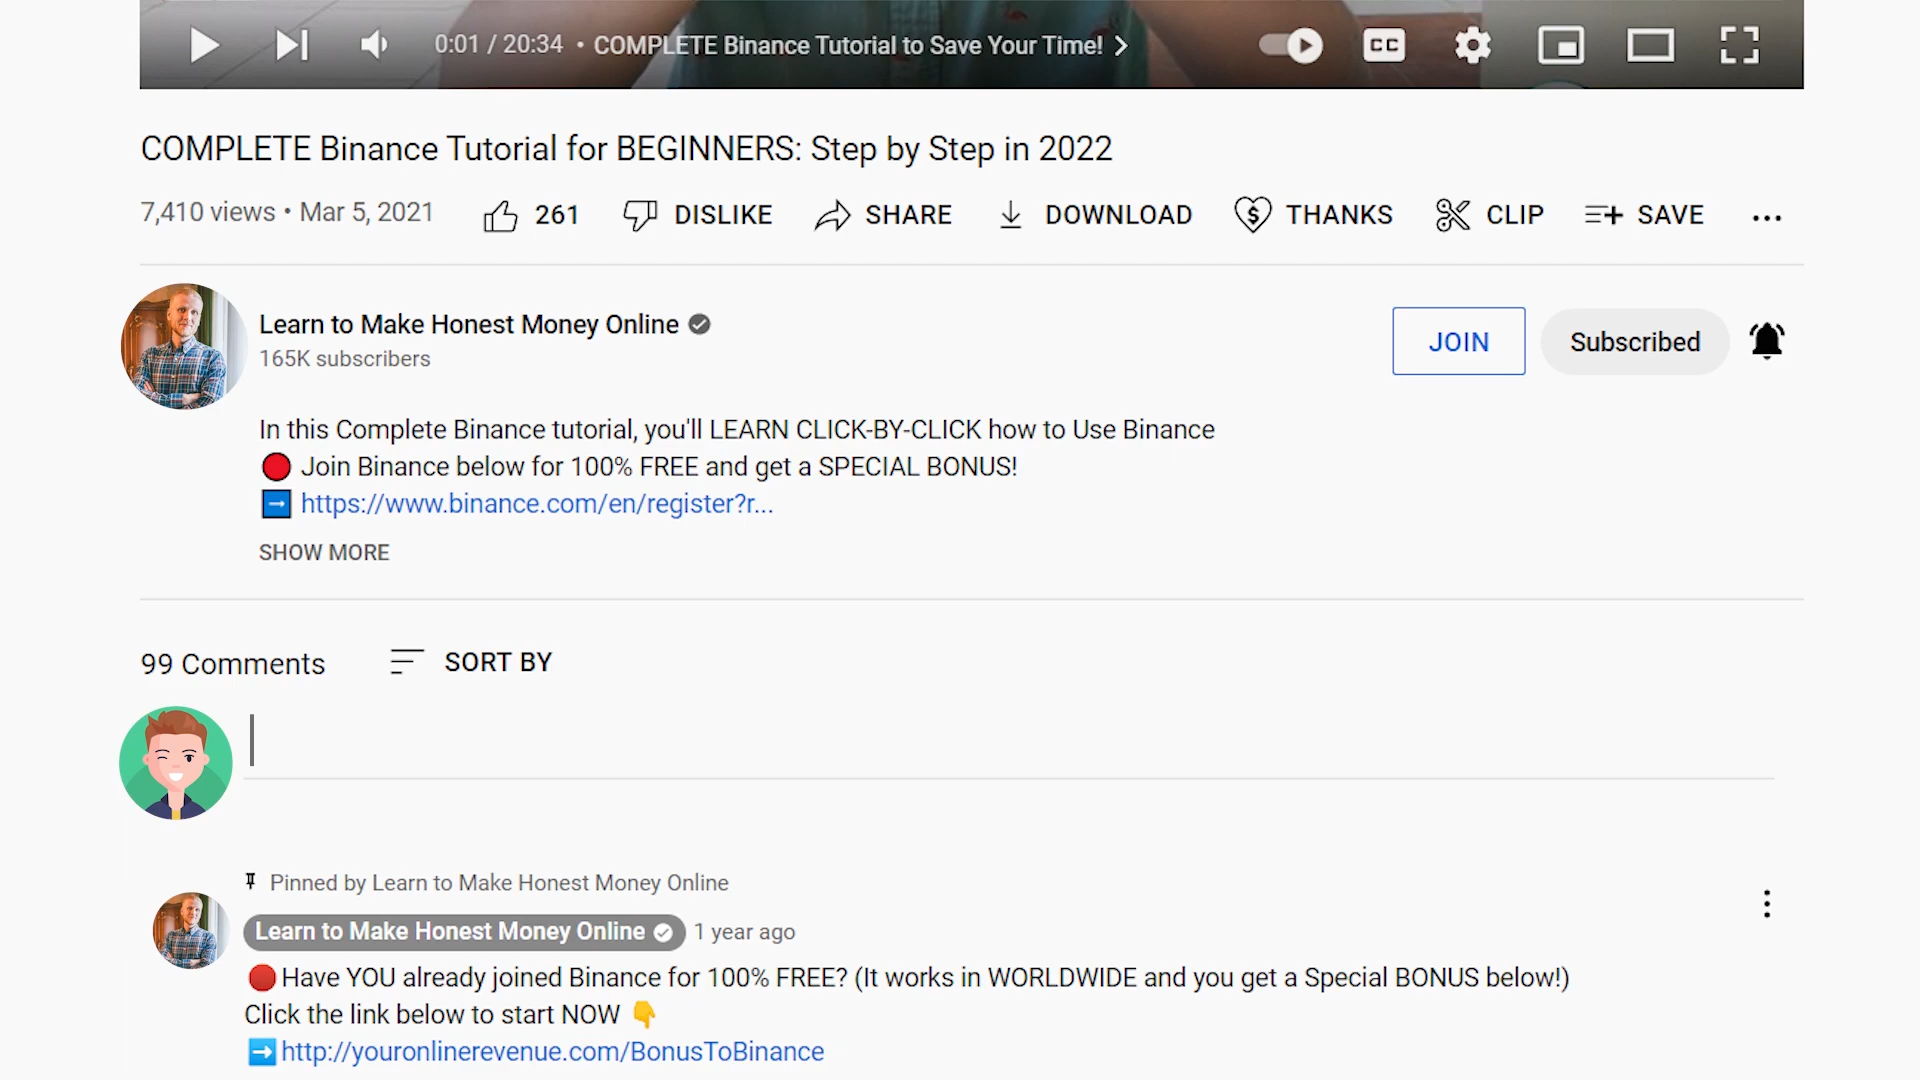 0:01 / 20:34 • COMPLETE Binance Tutorial to Save Your Time!
CC
COMPLETE Binance Tutorial for BEGINNERS: Step by Step in 2022
7,410 views • Mar 5, 2021
261
DISLIKE
SHARE
DOWNLOAD
THANKS
CLIP
SAVE
Learn to Make Honest Money Online
165K subscribers
JOIN
Subscribed
In this Complete Binance tutorial, you'll LEARN CLICK-BY-CLICK how to Use Binance
🔴 Join Binance below for 100% FREE and get a SPECIAL BONUS!
➡️ https://www.binance.com/en/register?r...
SHOW MORE
99 Comments
SORT BY
Pinned by Learn to Make Honest Money Online
Learn to Make Honest Money Online 1 year ago
🔴Have YOU already joined Binance for 100% FREE? (It works in WORLDWIDE and you get a Special BONUS below!)
Click the link below to start NOW 👇
➡️http://youronlinerevenue.com/BonusToBinance